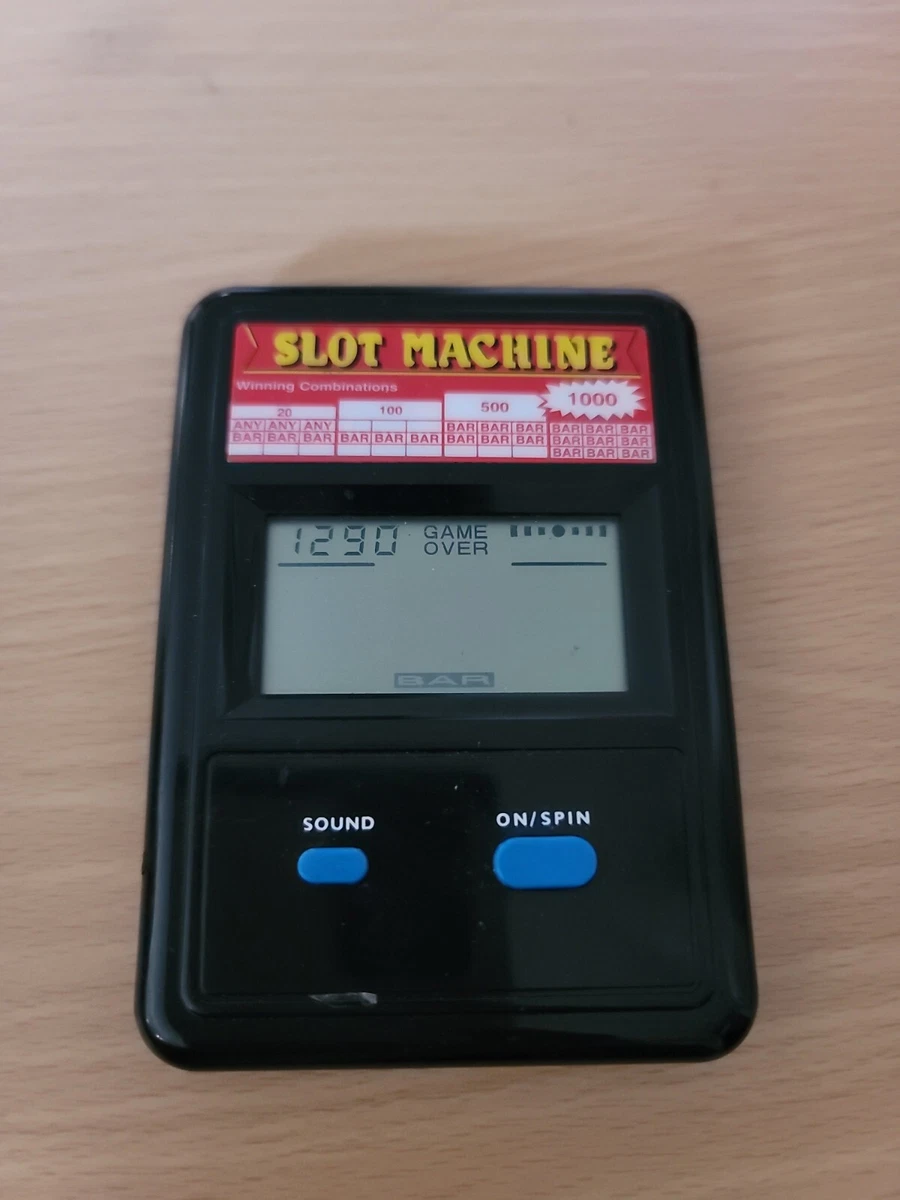 SLOT MACHINE
Winning Combinations
20 100 500 1000
ANY ANY ANY BAR BAR BAR BAR BAR BAR
BAR BAR BAR BAR BAR BAR BAR BAR BAR BAR BAR BAR
BAR BAR BAR
1290 GAME
OVER
BAR
SOUND ON/SPIN